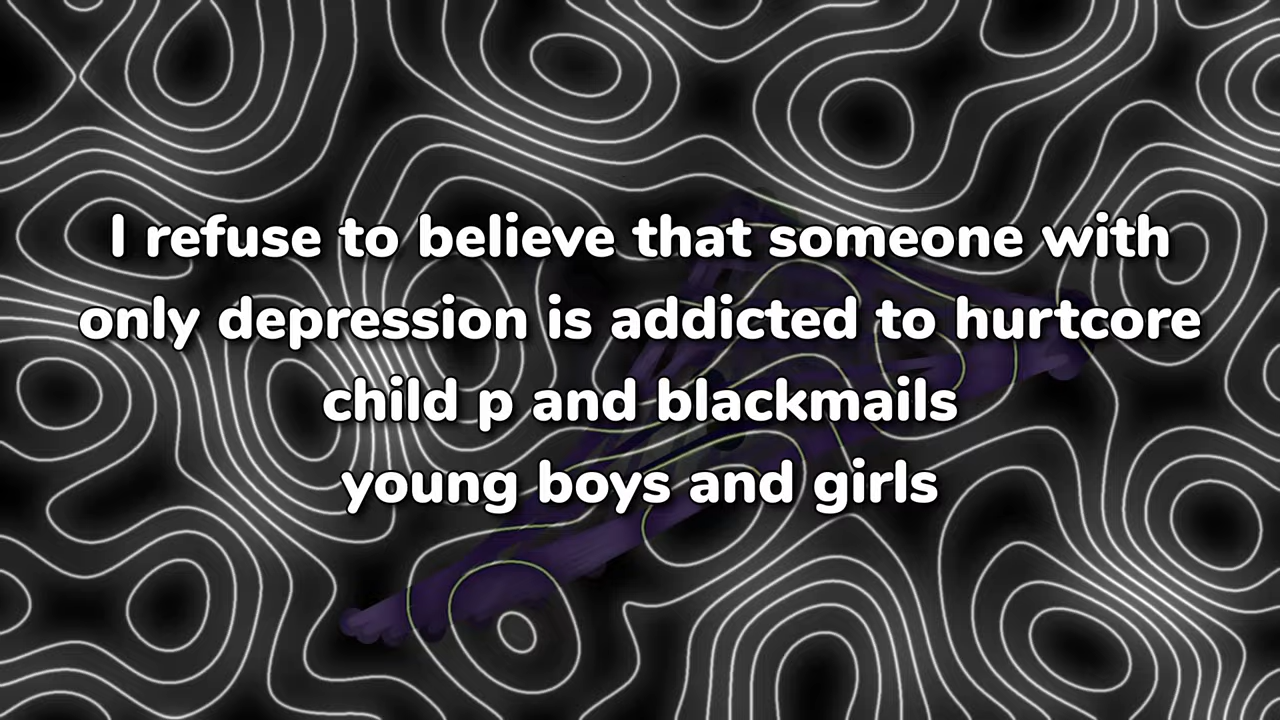 I refuse to believe that someone with
only depression is addicted to hurtcore
child p and blackmails
young boys and girls